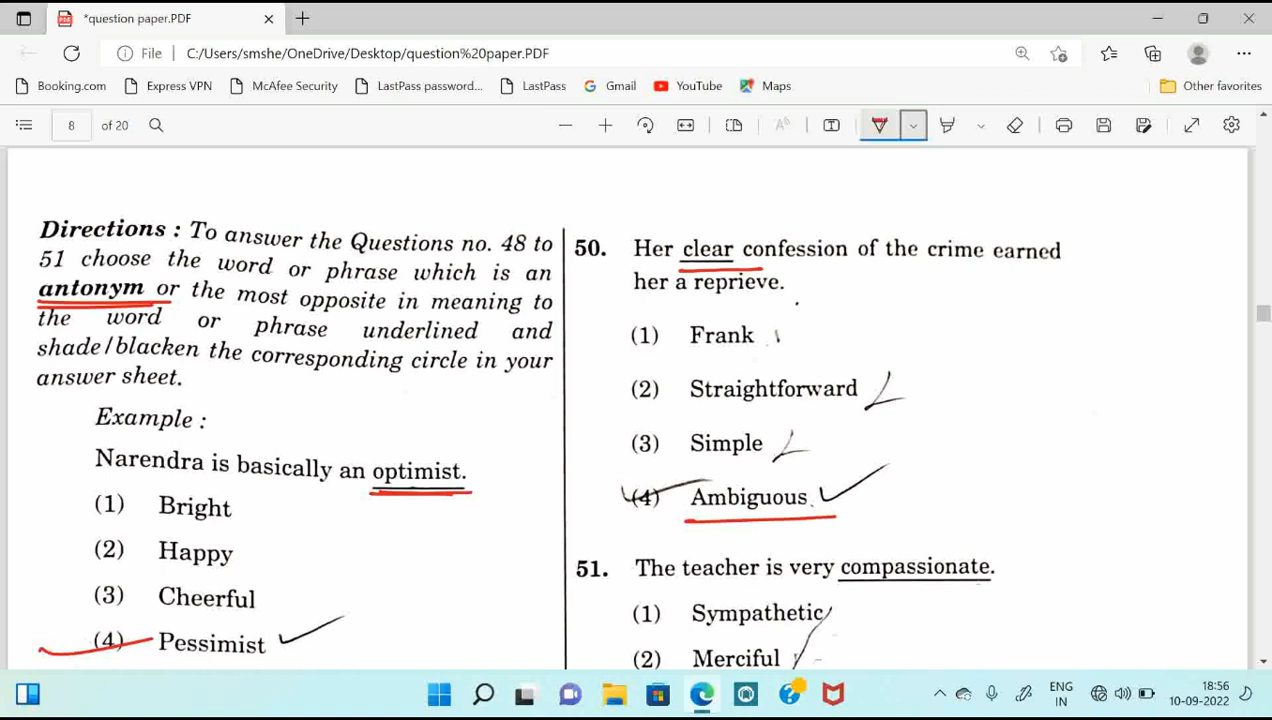 *question paper.PDF
File
C:/Users/smshe/OneDrive/Desktop/question%20paper.PDF
Booking.com
Express VPN
McAfee Security
LastPass password...
LastPass
Gmail
YouTube
Maps
Other favorites
8 of 20
Directions : To answer the Questions no. 48 to
51 choose the word or phrase which is an
antonym or the most opposite in meaning to
the word or phrase underlined and
shade/blacken the corresponding circle in your
answer sheet.
Example :
Narendra is basically an optimist.
(1) Bright
(2) Happy
(3) Cheerful
(4) Pessimist
50. Her clear confession of the crime earned
her a reprieve.
(1) Frank
(2) Straightforward
(3) Simple
(4) Ambiguous
51. The teacher is very compassionate.
(1) Sympathetic
(2) Merciful
ENG
IN
18:56
10-09-2022